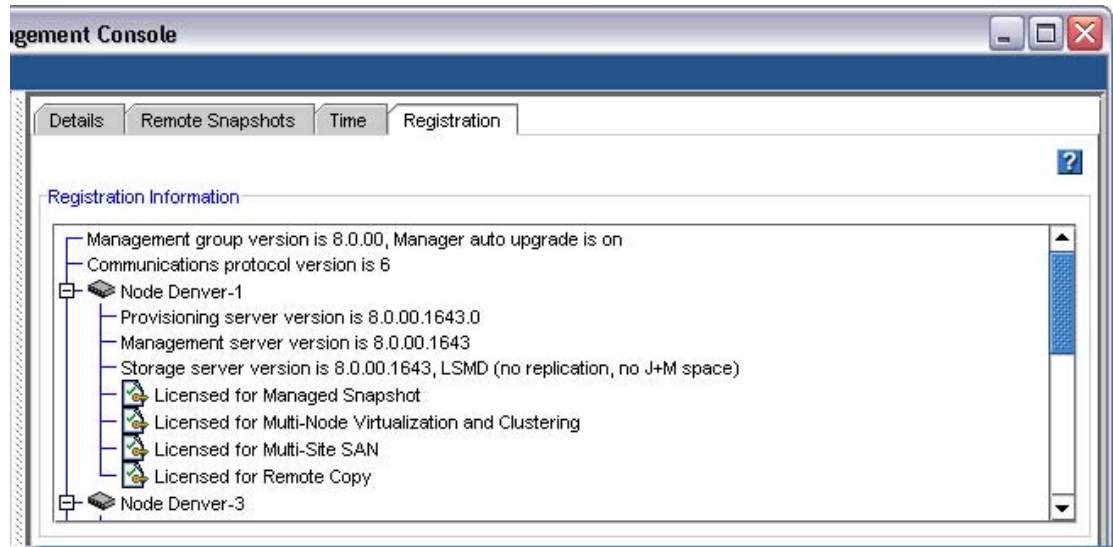 gement Console
Details Remote Snapshots Time Registration
?
Registration Information
Management group version is 8.0.00, Manager auto upgrade is on
Communications protocol version is 6
Node Denver-1
Provisioning server version is 8.0.00.1643.0
Management server version is 8.0.00.1643
Storage server version is 8.0.00.1643, LSMD (no replication, no J+M space)
Licensed for Managed Snapshot
Licensed for Multi-Node Virtualization and Clustering
Licensed for Multi-Site SAN
Licensed for Remote Copy
Node Denver-3